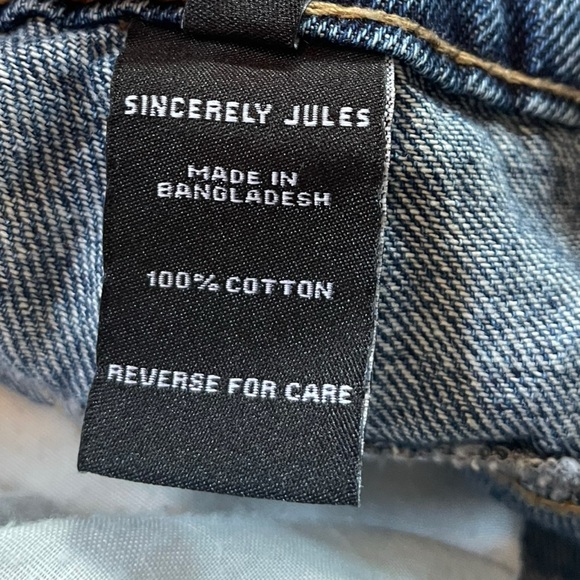 SINCERELY JULES
MADE IN
BANGLADESH
100% COTTON
REVERSE FOR CARE